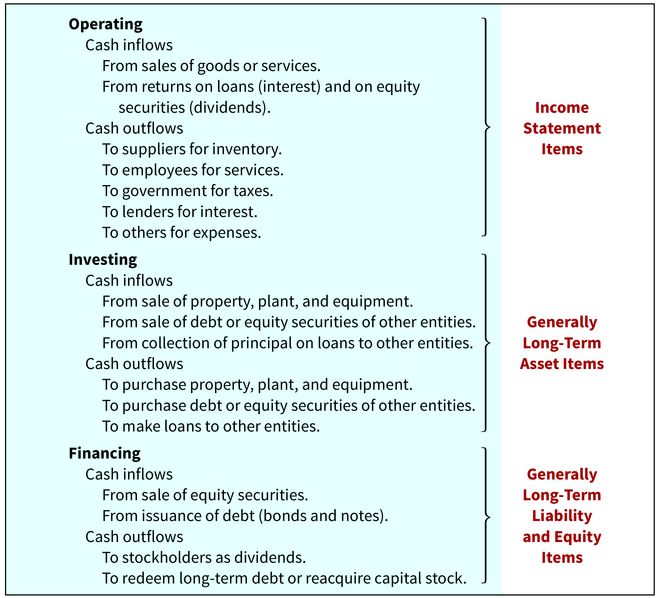 Operating
Cash inflows
From sales of goods or services.
From returns on loans (interest) and on equity
securities (dividends).
Cash outflows
To suppliers for inventory.
To employees for services.
To government for taxes.
To lenders for interest.
To others for expenses.
Income
Statement
Items
Investing
Cash inflows
From sale of property, plant, and equipment.
From sale of debt or equity securities of other entities.
From collection of principal on loans to other entities.
Cash outflows
To purchase property, plant, and equipment.
To purchase debt or equity securities of other entities.
To make loans to other entities.
Generally
Long-Term
Asset Items
Financing
Cash inflows
From sale of equity securities.
From issuance of debt (bonds and notes).
Cash outflows
To stockholders as dividends.
To redeem long-term debt or reacquire capital stock.
Generally
Long-Term
Liability
and Equity
Items